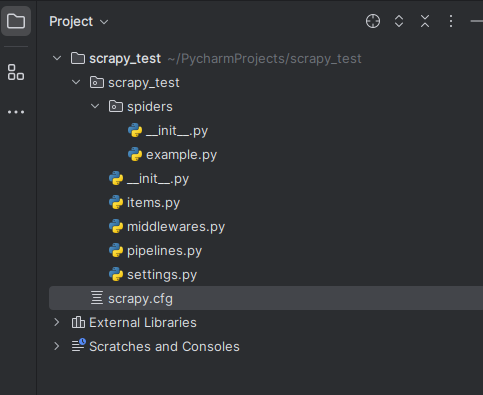 Project
scrapy_test ~/PycharmProjects/scrapy_test
scrapy_test
spiders
__init__.py
example.py
__init__.py
items.py
middlewares.py
pipelines.py
settings.py
scrapy.cfg
External Libraries
Scratches and Consoles